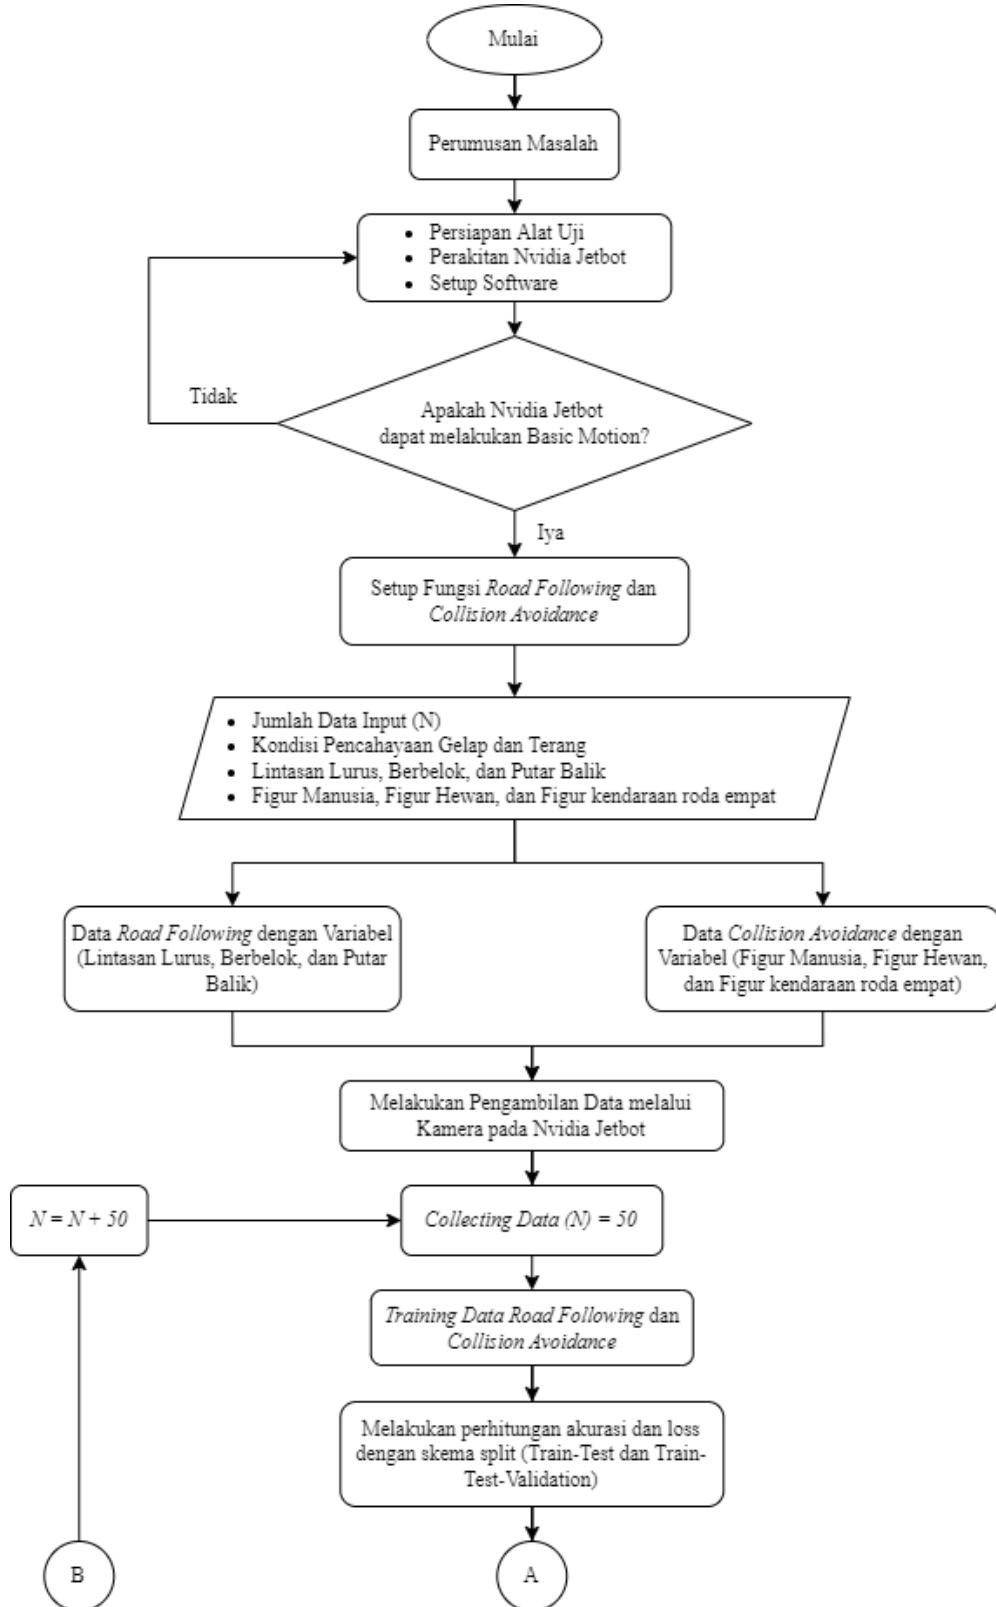 Mulai
Perumusan Masalah
• Persiapan Alat Uji
• Perakitan Nvidia Jetbot
• Setup Software
Tidak
Apakah Nvidia Jetbot
dapat melakukan Basic Motion?
Iya
Setup Fungsi Road Following dan
Collision Avoidance
• Jumlah Data Input (N)
• Kondisi Pencahayaan Gelap dan Terang
• Lintasan Lurus, Berbelok, dan Putar Balik
• Figur Manusia, Figur Hewan, dan Figur kendaraan roda empat
Data Road Following dengan Variabel
(Lintasan Lurus, Berbelok, dan Putar
Balik)
Data Collision Avoidance dengan
Variabel (Figur Manusia, Figur Hewan,
dan Figur kendaraan roda empat)
Melakukan Pengambilan Data melalui
Kamera pada Nvidia Jetbot
N = N + 50
Collecting Data (N) = 50
Training Data Road Following dan
Collision Avoidance
Melakukan perhitungan akurasi dan loss
dengan skema split (Train-Test dan Train-
Test-Validation)
B
A